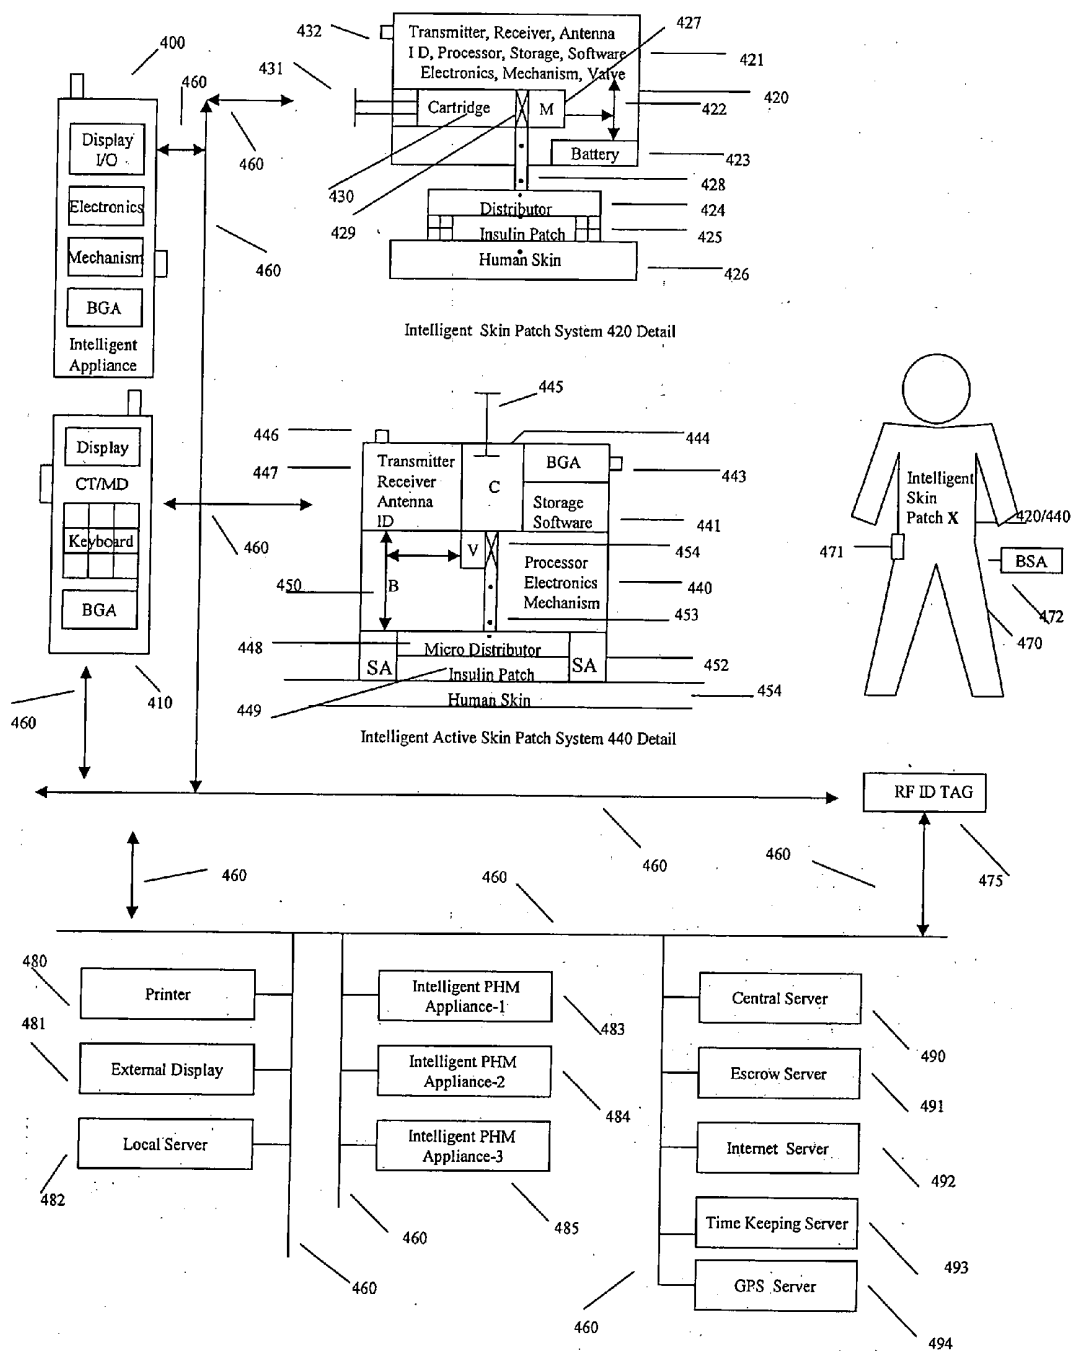 400
460
460
Display
I/O
Electronics
Mechanism
BGA
Intelligent
Appliance
460
Display
CT/MD
Keyboard
BGA
410
460
432
431
Transmitter, Receiver, Antenna
I D, Processor, Storage, Software
Electronics, Mechanism, Valve
Cartridge
M
Battery
427
421
420
422
423
428
430
429
Distributor
424
Insulin Patch
425
Human Skin
426
Intelligent Skin Patch System 420 Detail
445
446
447
444
443
Transmitter
Receiver
Antenna
ID
C
BGA
Storage
Software
441
460
V
454
450
B
Processor
Electronics
Mechanism
440
453
448
Micro Distributor
SA
SA
452
Insulin Patch
449
Human Skin
454
Intelligent Active Skin Patch System 440 Detail
Intelligent
Skin
Patch X
420/440
471
BSA
472
470
RF ID TAG
475
460
460
460
460
480
Printer
481
External Display
482
Local Server
Intelligent PHM
Appliance-1
483
Intelligent PHM
Appliance-2
484
Intelligent PHM
Appliance-3
485
460
460
Central Server
490
Escrow Server
491
Internet Server
492
Time Keeping Server
493
GPS Server
494
460